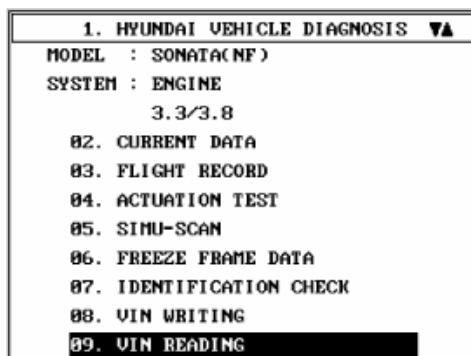 1. HYUNDAI VEHICLE DIAGNOSIS ▼▲
MODEL : SONATA(NF)
SYSTEM : ENGINE
3.3/3.8
02. CURRENT DATA
03. FLIGHT RECORD
04. ACTUATION TEST
05. SIMU-SCAN
06. FREEZE FRAME DATA
07. IDENTIFICATION CHECK
08. VIN WRITING
09. VIN READING